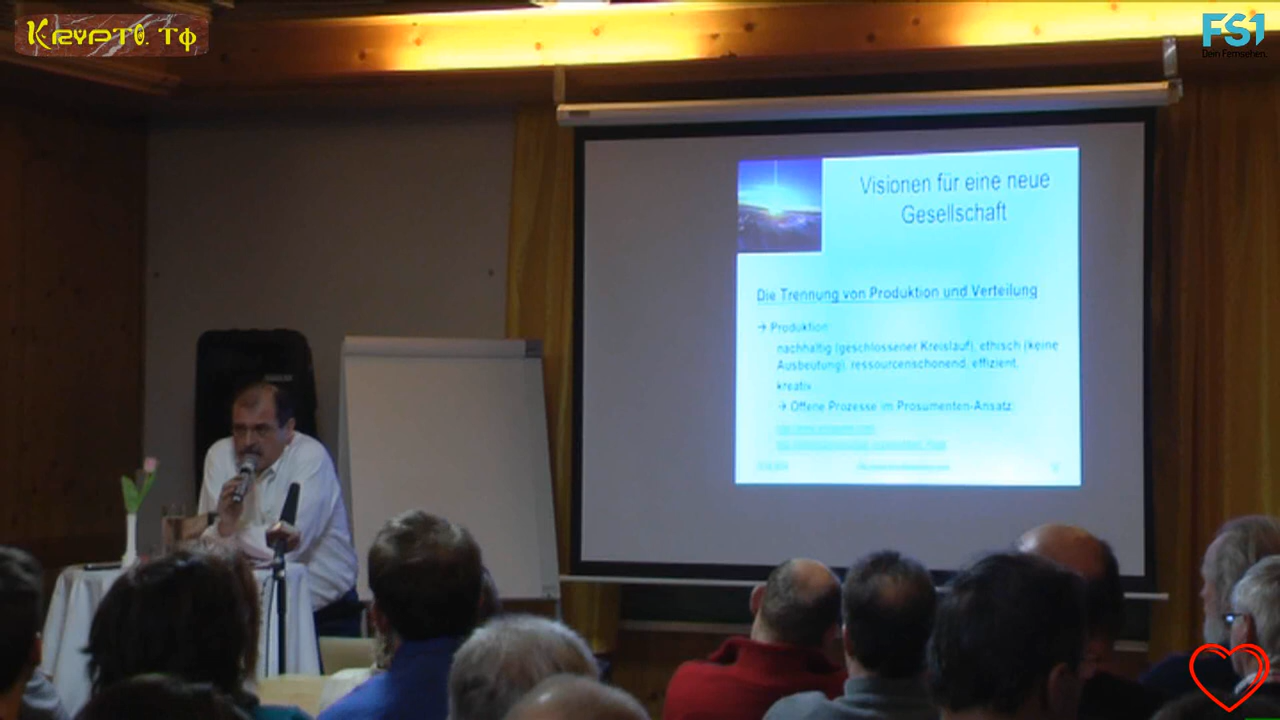 KRYPTO.TV
FS1
Dein Fernsehen.
Visionen für eine neue
Gesellschaft
Die Trennung von Produktion und Verteilung
→ Produktion:
nachhaltig (geschlossener Kreislauf), ethisch (keine
Ausbeutung), ressourcenschonend, effizient,
kreativ
→ Offene Prozesse im Prosumenten-Ansatz: